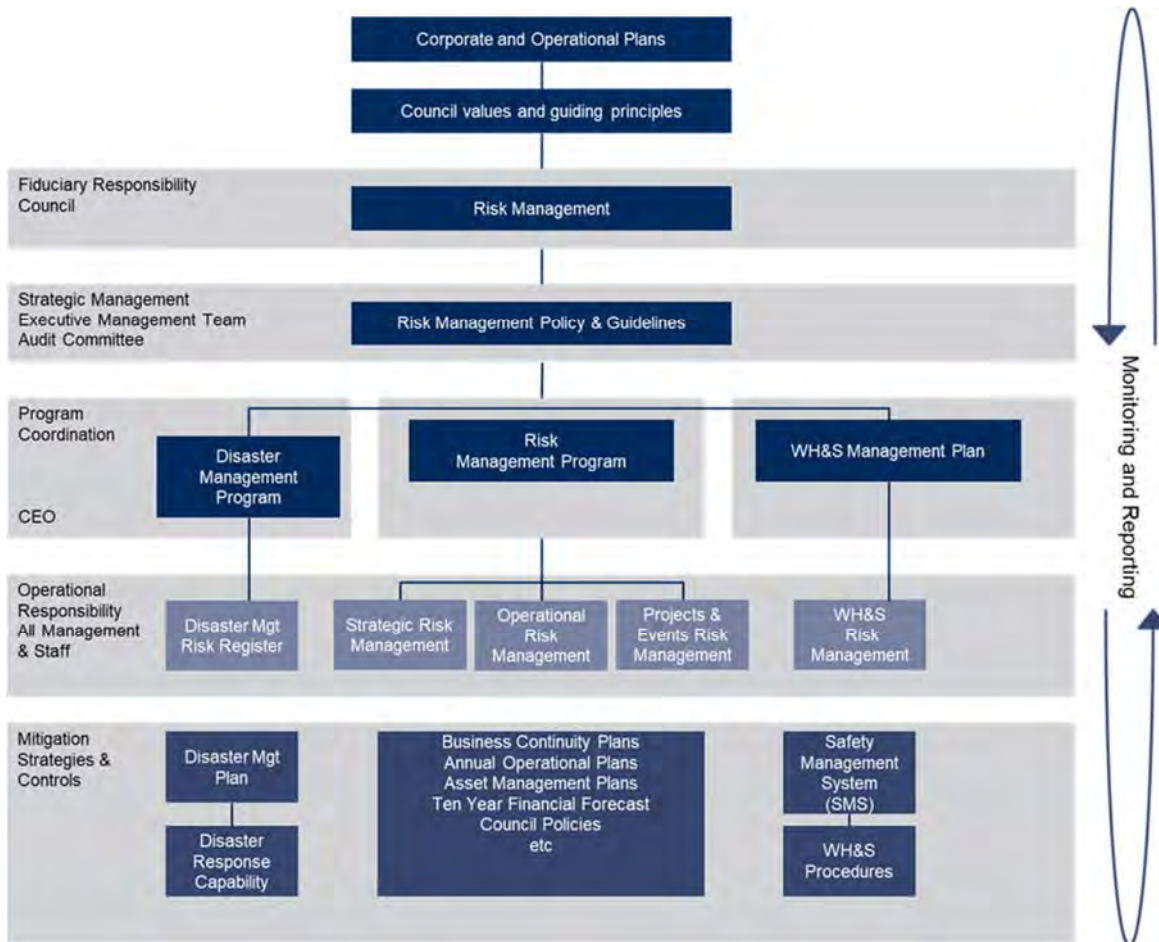 Corporate and Operational Plans
Council values and guiding principles
Fiduciary Responsibility
Council
Risk Management
Strategic Management
Executive Management Team
Audit Committee
Risk Management Policy & Guidelines
Program
Coordination
CEO
Disaster
Management
Program
Risk
Management Program
WH&S Management Plan
Operational
Responsibility
All Management
& Staff
Disaster Mgt
Risk Register
Strategic Risk
Management
Operational
Risk
Management
Projects &
Events Risk
Management
WH&S
Risk
Management
Mitigation
Strategies &
Controls
Disaster Mgt
Plan
Disaster
Response
Capability
Business Continuity Plans
Annual Operational Plans
Asset Management Plans
Ten Year Financial Forecast
Council Policies
etc
Safety
Management
System
(SMS)
WH&S
Procedures
Monitoring and Reporting